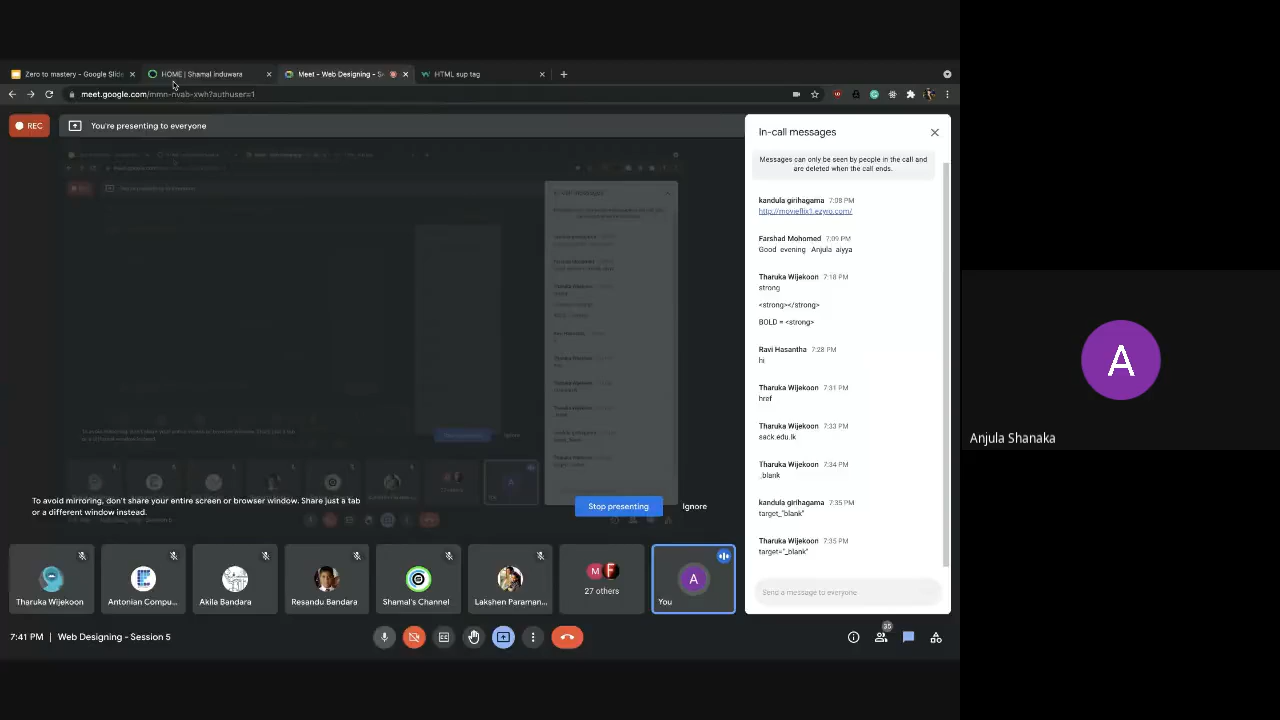 Zero to mastery - Google Slide
HOME | Shamal induwara
Meet - Web Designing - S
HTML sup tag
meet.google.com/mmn-nvab-xwh?authuser=1
REC
You're presenting to everyone
In-call messages
Messages can only be seen by people in the call and
are deleted when the call ends.
kandula girihagama 7:08 PM
http://movieflix1.ezyro.com/
Farshad Mohomed 7:09 PM
Good evening Anjula aiyya
Tharuka Wijekoon 7:18 PM
strong
<strong></strong>
BOLD = <strong>
Ravi Hasantha 7:28 PM
hi
Tharuka Wijekoon 7:31 PM
href
Tharuka Wijekoon 7:33 PM
sack.edu.lk
Tharuka Wijekoon 7:34 PM
_blank
kandula girihagama 7:35 PM
target_"blank"
Tharuka Wijekoon 7:35 PM
target="_blank"
Send a message to everyone
To avoid mirroring, don't share your entire screen or browser window. Share just a tab
or a different window instead.
Stop presenting
Ignore
Tharuka Wijekoon
Antonian Compu...
Akila Bandara
Resandu Bandara
Shamal's Channel
Lakshen Paraman...
M F
27 others
A
You
7:41 PM | Web Designing - Session 5
35
A
Anjula Shanaka